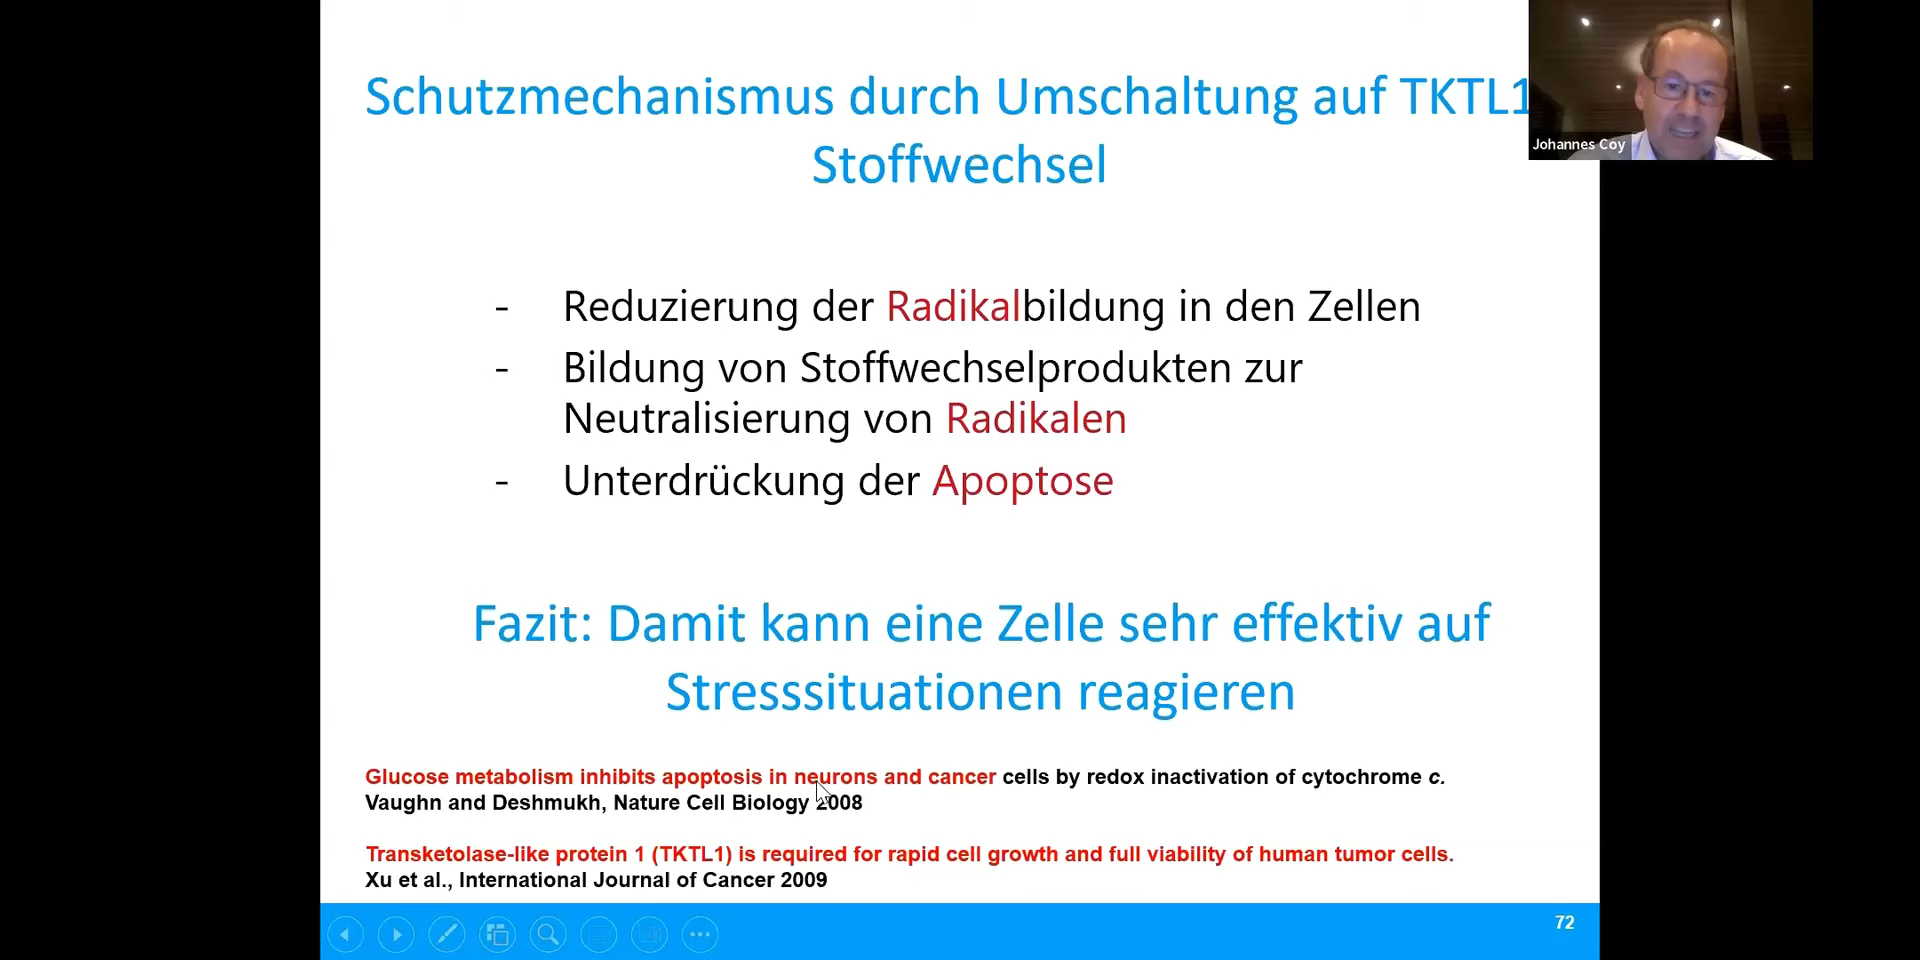 Schutzmechanismus durch Umschaltung auf TKTL1
Stoffwechsel
Johannes Coy
- Reduzierung der Radikalbildung in den Zellen
- Bildung von Stoffwechselprodukten zur
Neutralisierung von Radikalen
- Unterdrückung der Apoptose
Fazit: Damit kann eine Zelle sehr effektiv auf
Stresssituationen reagieren
Glucose metabolism inhibits apoptosis in neurons and cancer cells by redox inactivation of cytochrome c.
Vaughn and Deshmukh, Nature Cell Biology 2008
Transketolase-like protein 1 (TKTL1) is required for rapid cell growth and full viability of human tumor cells.
Xu et al., International Journal of Cancer 2009
72